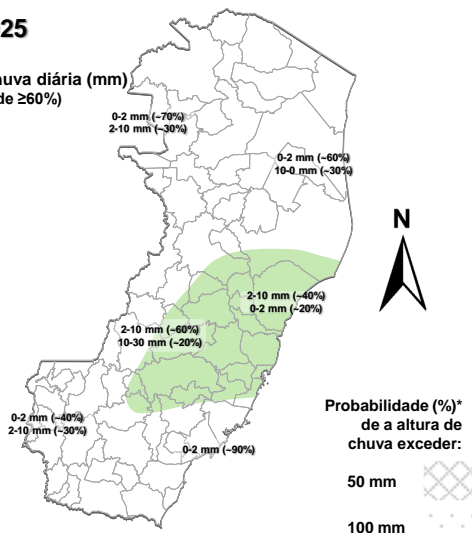 25
uva diária (mm)
de ≥60%)
0-2 mm (~70%)
2-10 mm (~30%)
0-2 mm (~60%)
10-0 mm (~30%)
N
2-10 mm (~40%)
0-2 mm (~20%)
2-10 mm (~60%)
10-30 mm (~20%)
0-2 mm (~40%)
2-10 mm (~30%)
0-2 mm (~90%)
Probabilidade (%)*
de a altura de
chuva exceder:
50 mm
100 mm